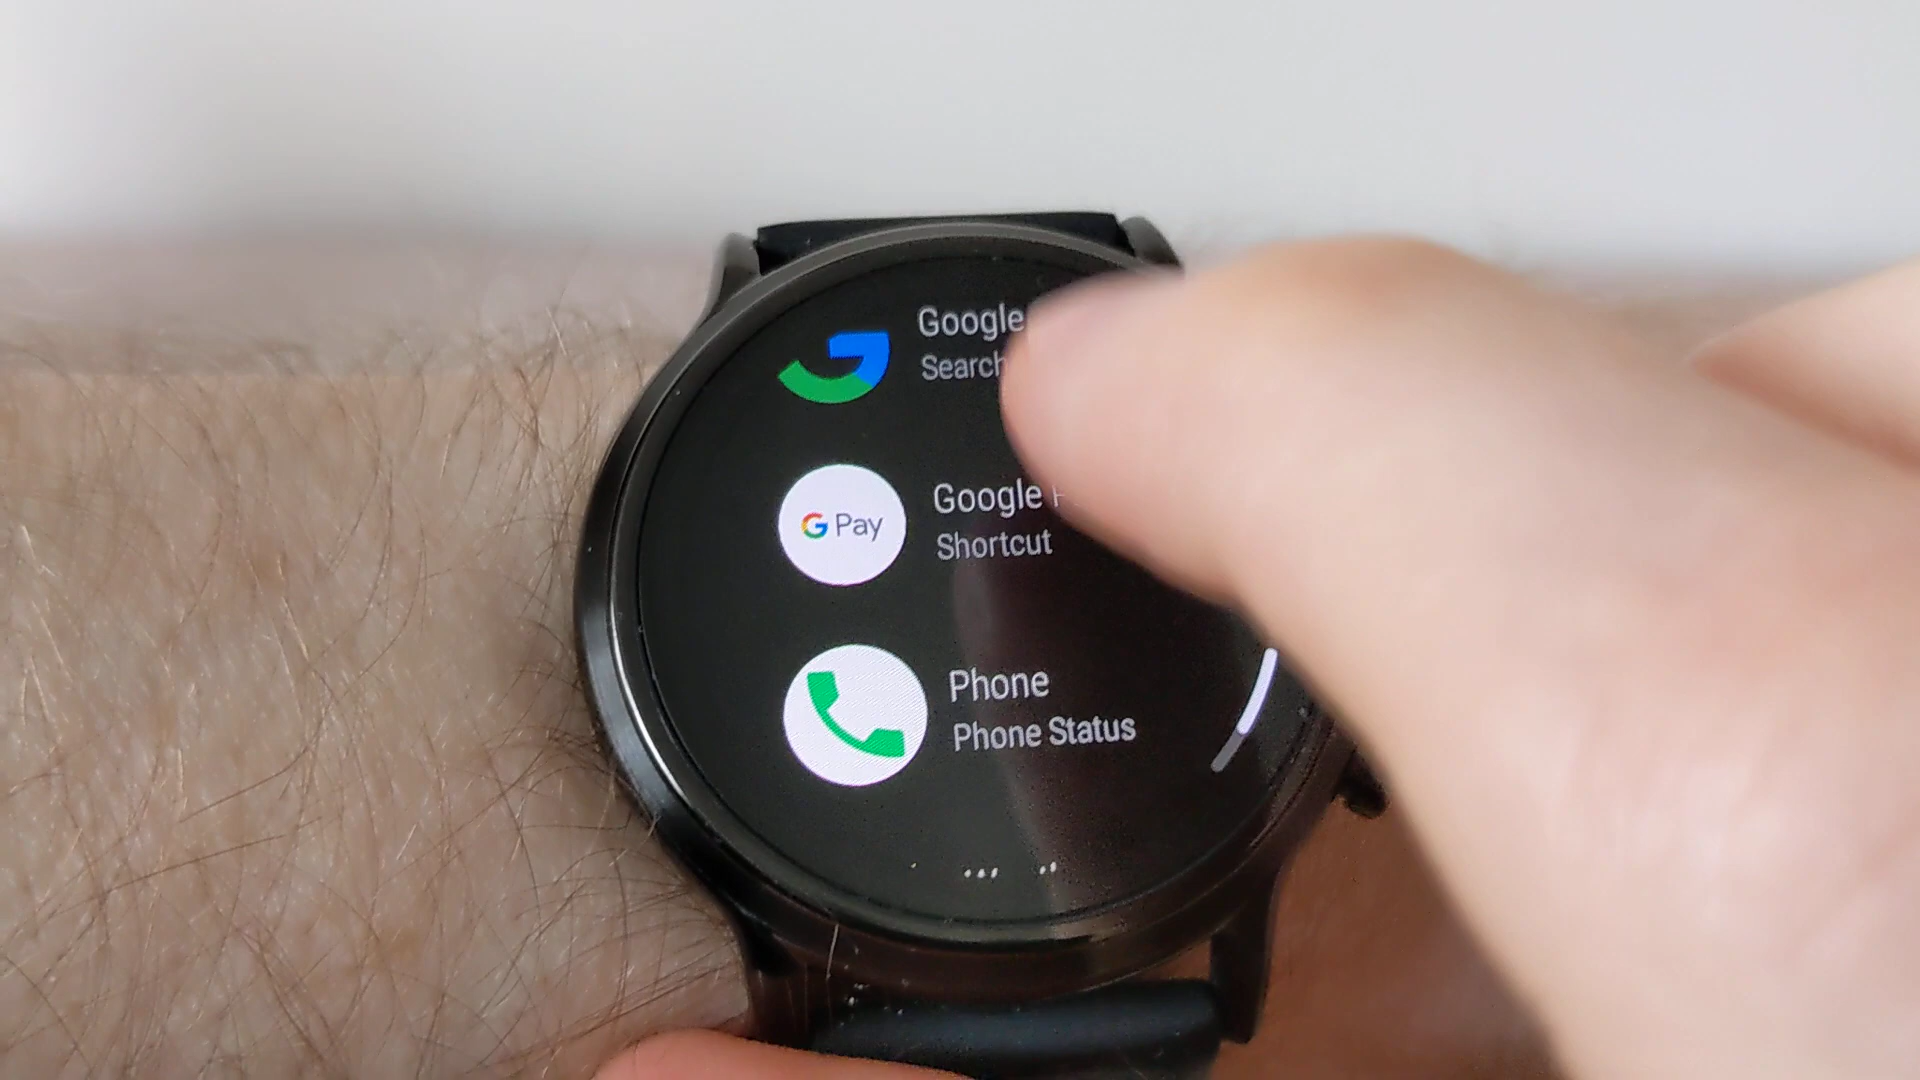 Google
Search
G Pay
Google
Shortcut
Phone
Phone Status